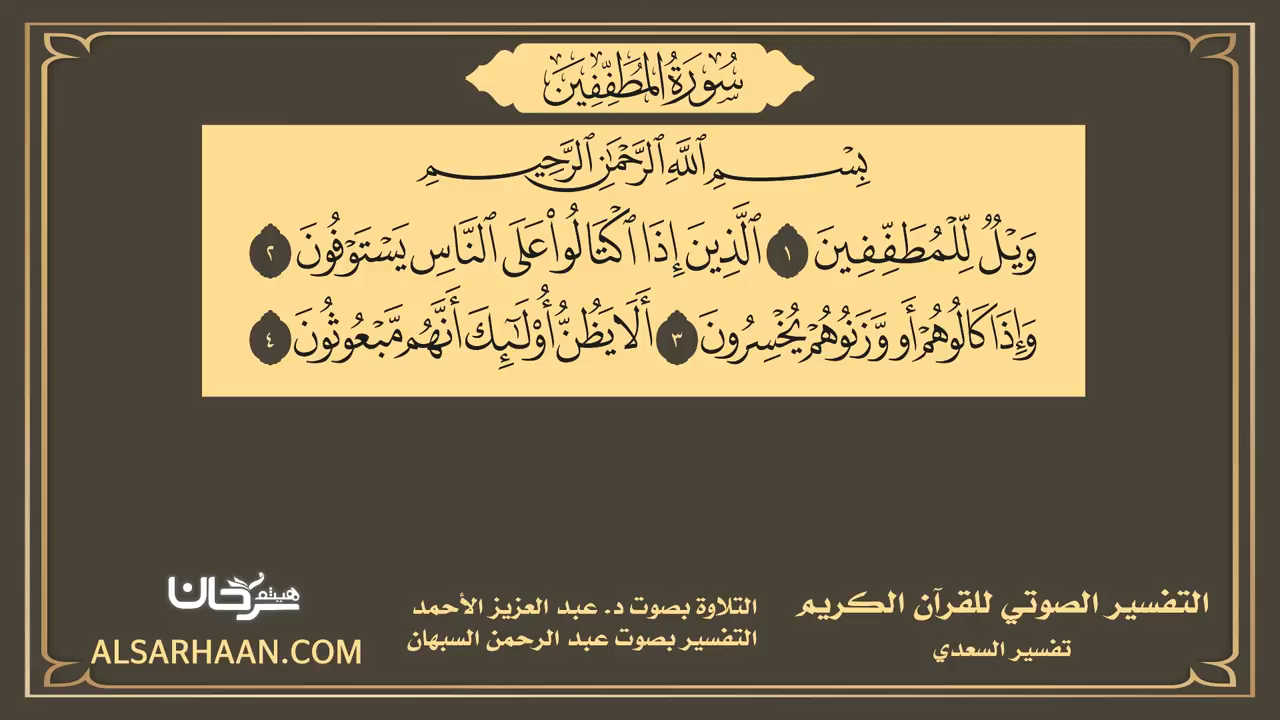 سُورَةُ المُطَفِّفِينَ
بِسْمِ ٱللَّهِ ٱلرَّحْمَٰنِ ٱلرَّحِيمِ
وَيْلٌ لِّلْمُطَفِّفِينَ ١ ٱلَّذِينَ إِذَا ٱكْتَالُوا۟ عَلَى ٱلنَّاسِ يَسْتَوْفُونَ ٢
وَإِذَا كَالُوهُمْ أَو وَّزَنُوهُمْ يُخْسِرُونَ ٣ أَلَا يَظُنُّ أُو۟لَٰٓئِكَ أَنَّهُم مَّبْعُوثُونَ ٤
التفسير الصوتي للقرآن الكريم
تفسير السعدي
التلاوة بصوت د. عبد العزيز الأحمد
التفسير بصوت عبد الرحمن السبهان
هيثم سرحان
ALSARHAAN.COM